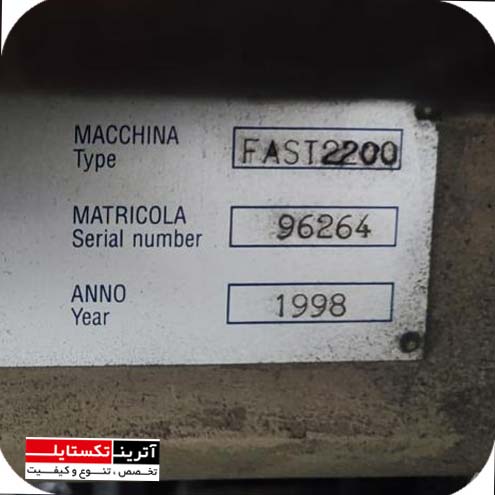 MACCHINA
Type
FAST2200
MATRICOLA
Serial number
96264
ANNO
Year
1998
آترین تکستایل
تخصص ، تنوع و کیفیت